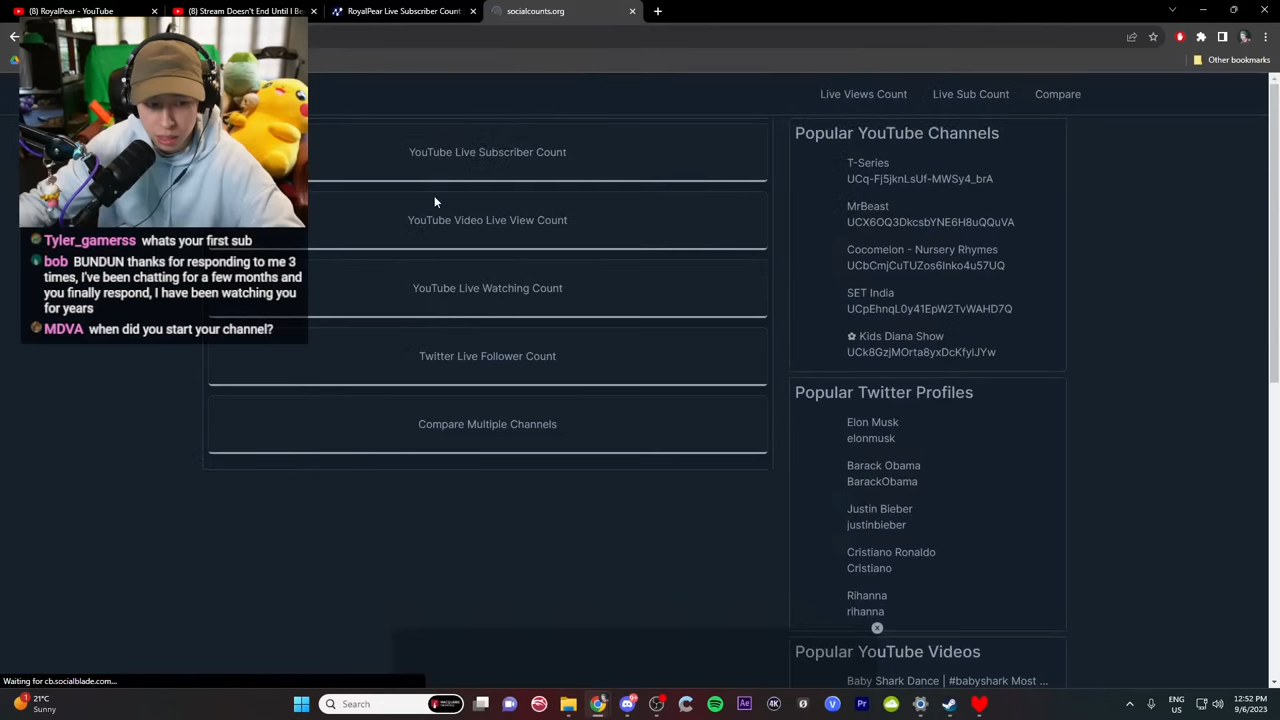 (8) RoyalPear - YouTube
(8) Stream Doesn't End Until I Be
RoyalPear Live Subscriber Count
socialcounts.org
Other bookmarks
Live Views Count
Live Sub Count
Compare
YouTube Live Subscriber Count
YouTube Video Live View Count
YouTube Live Watching Count
Twitter Live Follower Count
Compare Multiple Channels
Popular YouTube Channels
T-Series
UCq-Fj5jknLsUf-MWSy4_brA
MrBeast
UCX6OQ3DkcsbYNE6H8uQQuVA
Cocomelon - Nursery Rhymes
UCbCmjCuTUZos6Inko4u57UQ
SET India
UCpEhnqL0y41EpW2TvWAHD7Q
✿ Kids Diana Show
UCk8GzjMOrta8yxDcKfylJYw
Popular Twitter Profiles
Elon Musk
elonmusk
Barack Obama
BarackObama
Justin Bieber
justinbieber
Cristiano Ronaldo
Cristiano
Rihanna
rihanna
Popular YouTube Videos
Baby Shark Dance | #babyshark Most ...
Tyler_gamerss whats your first sub
bob BUNDUN thanks for responding to me 3
times, I've been chatting for a few months and
you finally respond, I have been watching you
for years
MDVA when did you start your channel?
Waiting for cb.socialblade.com...
21°C
Sunny
Search
ENG
US
12:52 PM
9/6/2023